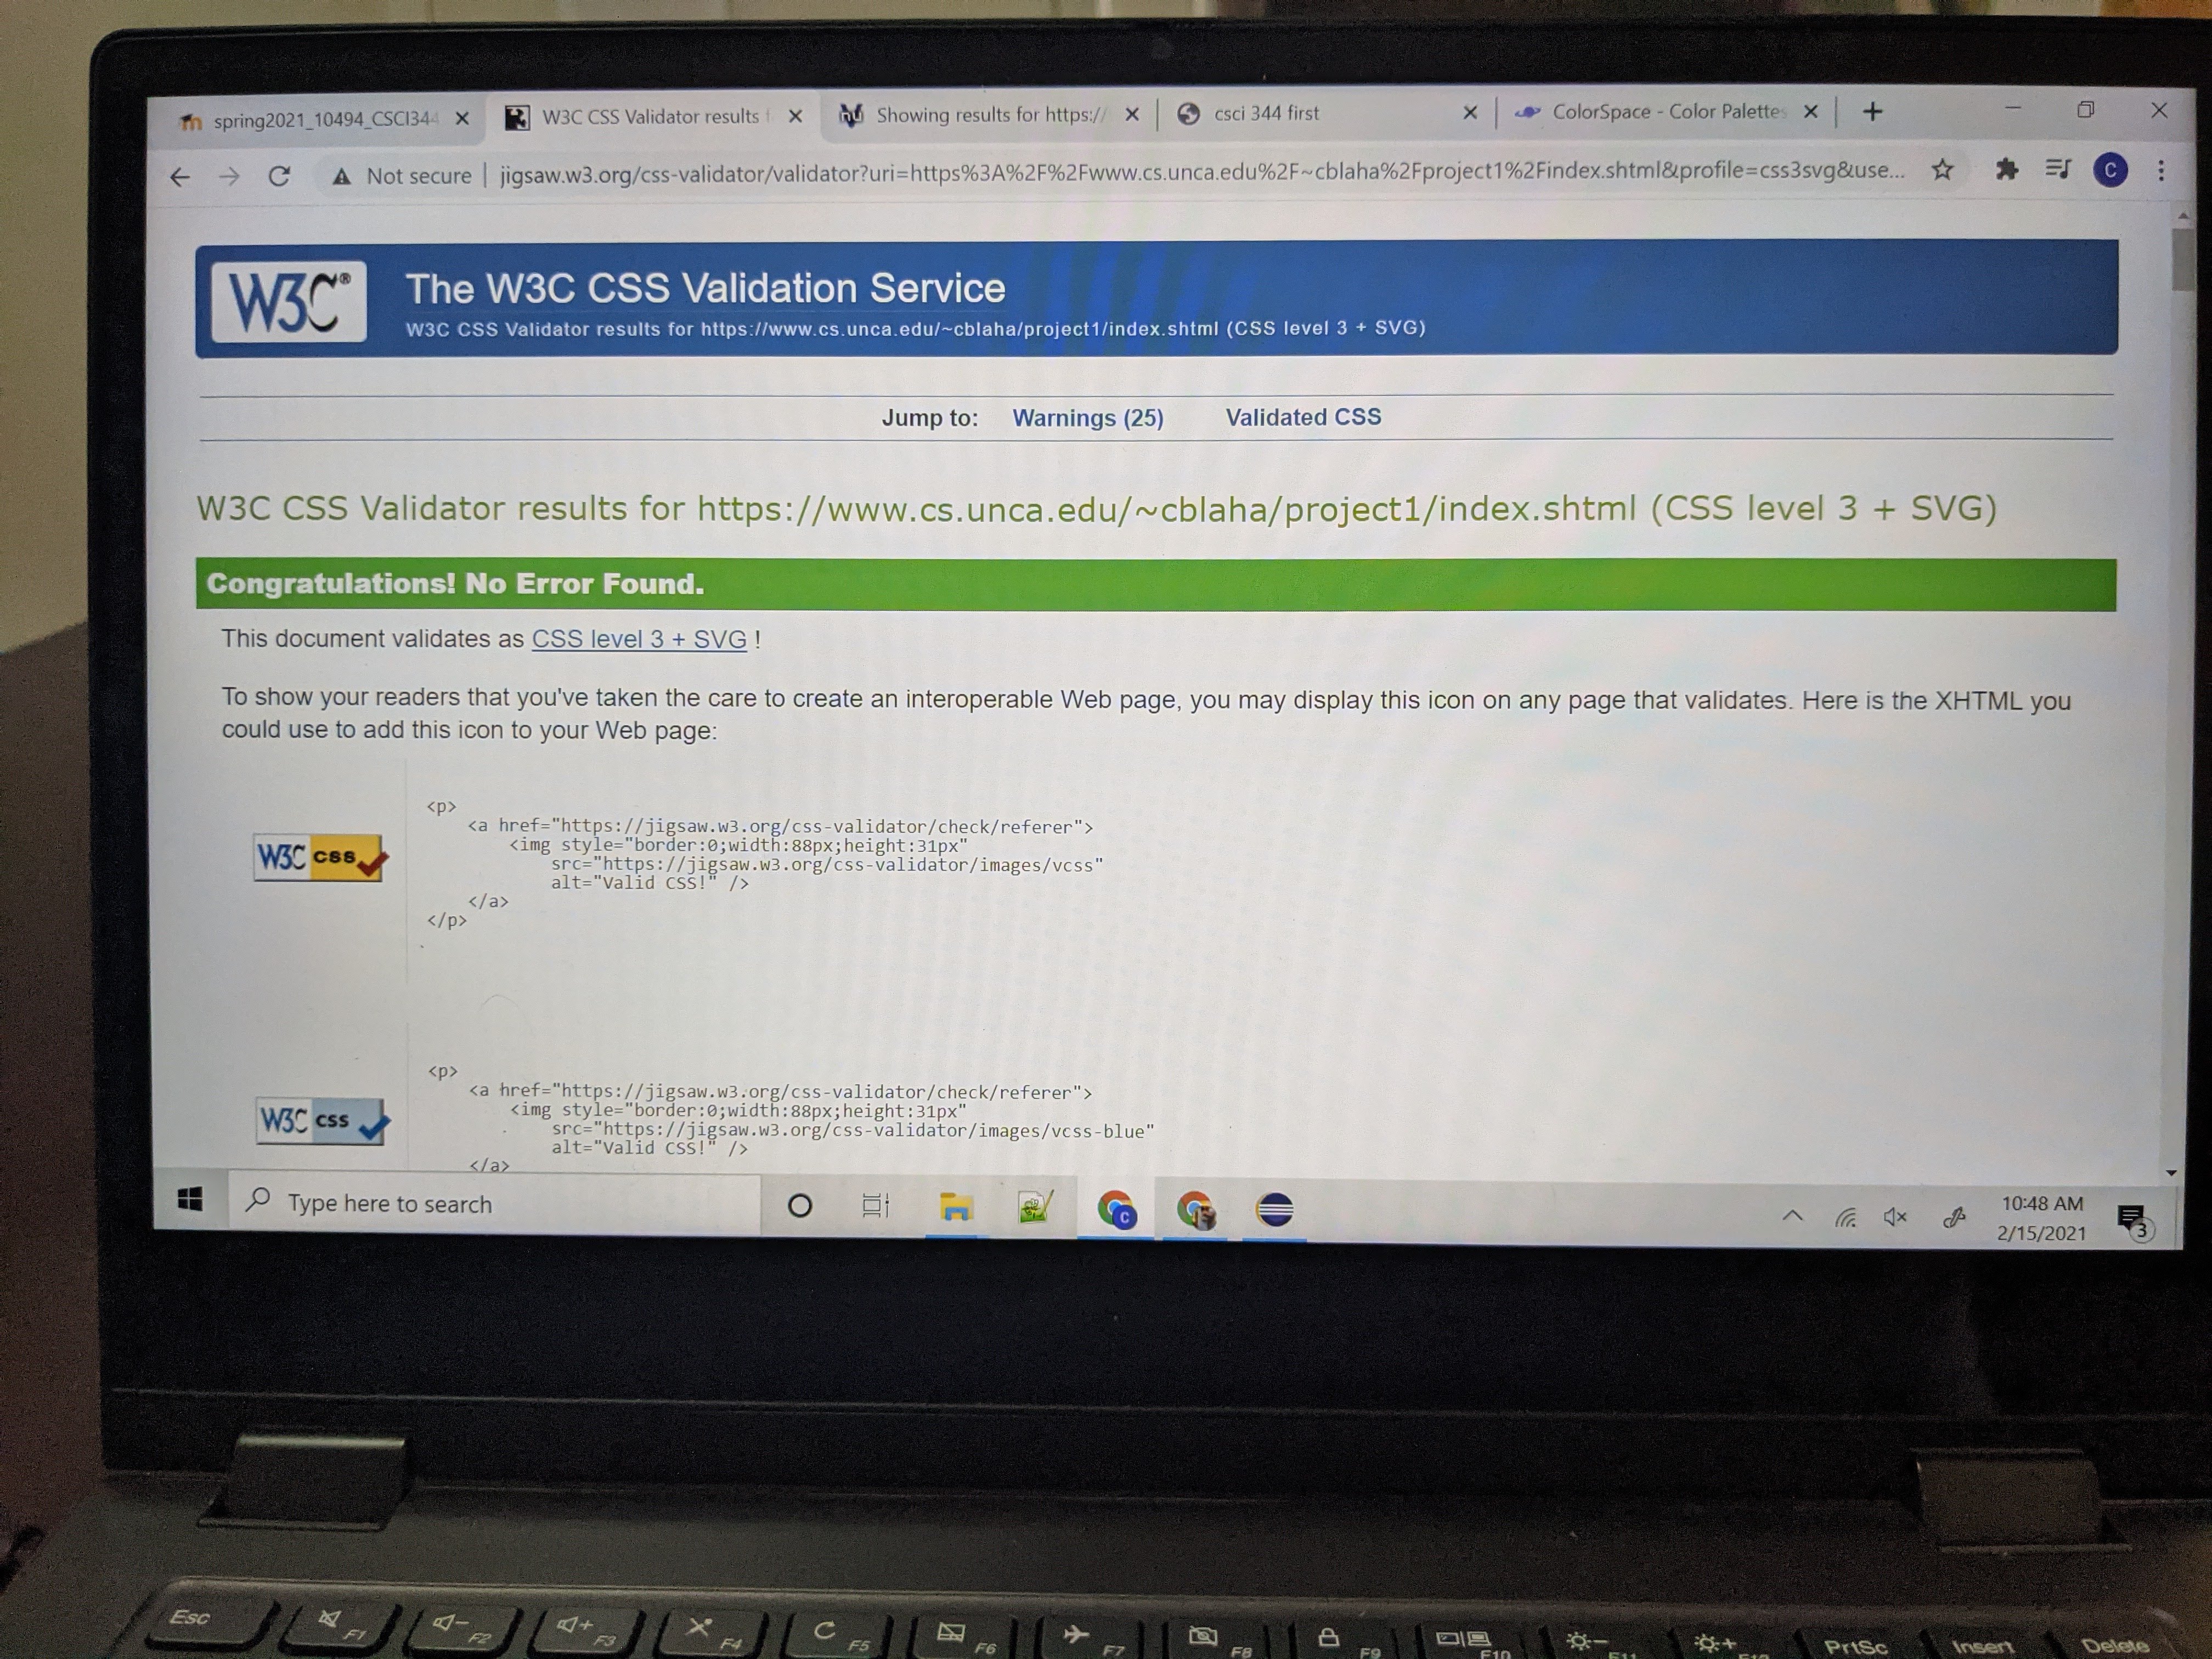 spring2021_10494_CSCI344
W3C CSS Validator results f
Showing results for https://
csci 344 first
ColorSpace - Color Palettes
Not secure | jigsaw.w3.org/css-validator/validator?uri=https%3A%2F%2Fwww.cs.unca.edu%2F~cblaha%2Fproject1%2Findex.shtml&profile=css3svg&use...
C
W3C®
The W3C CSS Validation Service
W3C CSS Validator results for https://www.cs.unca.edu/~cblaha/project1/index.shtml (CSS level 3 + SVG)
Jump to: Warnings (25) Validated CSS
W3C CSS Validator results for https://www.cs.unca.edu/~cblaha/project1/index.shtml (CSS level 3 + SVG)
Congratulations! No Error Found.
This document validates as CSS level 3 + SVG !
To show your readers that you've taken the care to create an interoperable Web page, you may display this icon on any page that validates. Here is the XHTML you
could use to add this icon to your Web page:
W3C css
<p>
<a href="https://jigsaw.w3.org/css-validator/check/referer">
<img style="border:0;width:88px;height:31px"
src="https://jigsaw.w3.org/css-validator/images/vcss"
alt="Valid CSS!" />
</a>
</p>
W3C css
<p>
<a href="https://jigsaw.w3.org/css-validator/check/referer">
<img style="border:0;width:88px;height:31px"
src="https://jigsaw.w3.org/css-validator/images/vcss-blue"
alt="Valid CSS!" />
</a>
Type here to search
C
10:48 AM
2/15/2021
3
Esc
F1
F2
F3
F4
F5
F6
F7
F8
F9
F10
F11
PrtSc
Insert
Delete